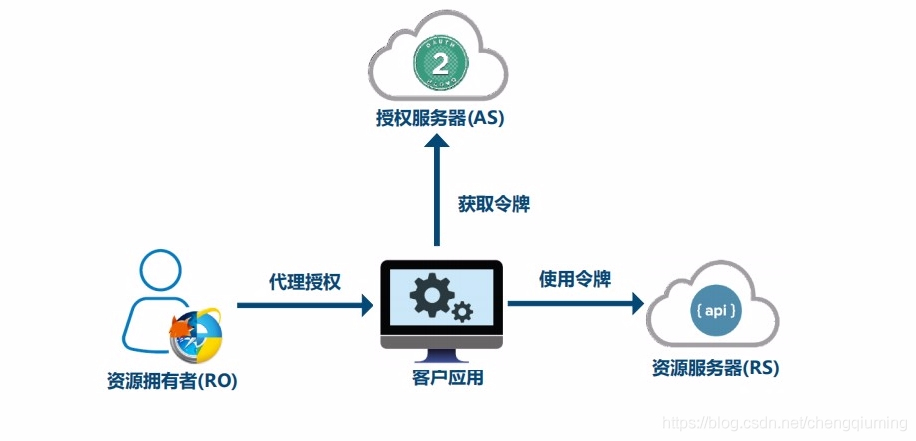 OAUTH
2
OAUTH
授权服务器(AS)
获取令牌
代理授权
使用令牌
{ api }
资源拥有者(RO)
客户应用
资源服务器(RS)
https://blog.csdn.net/chengqiuming